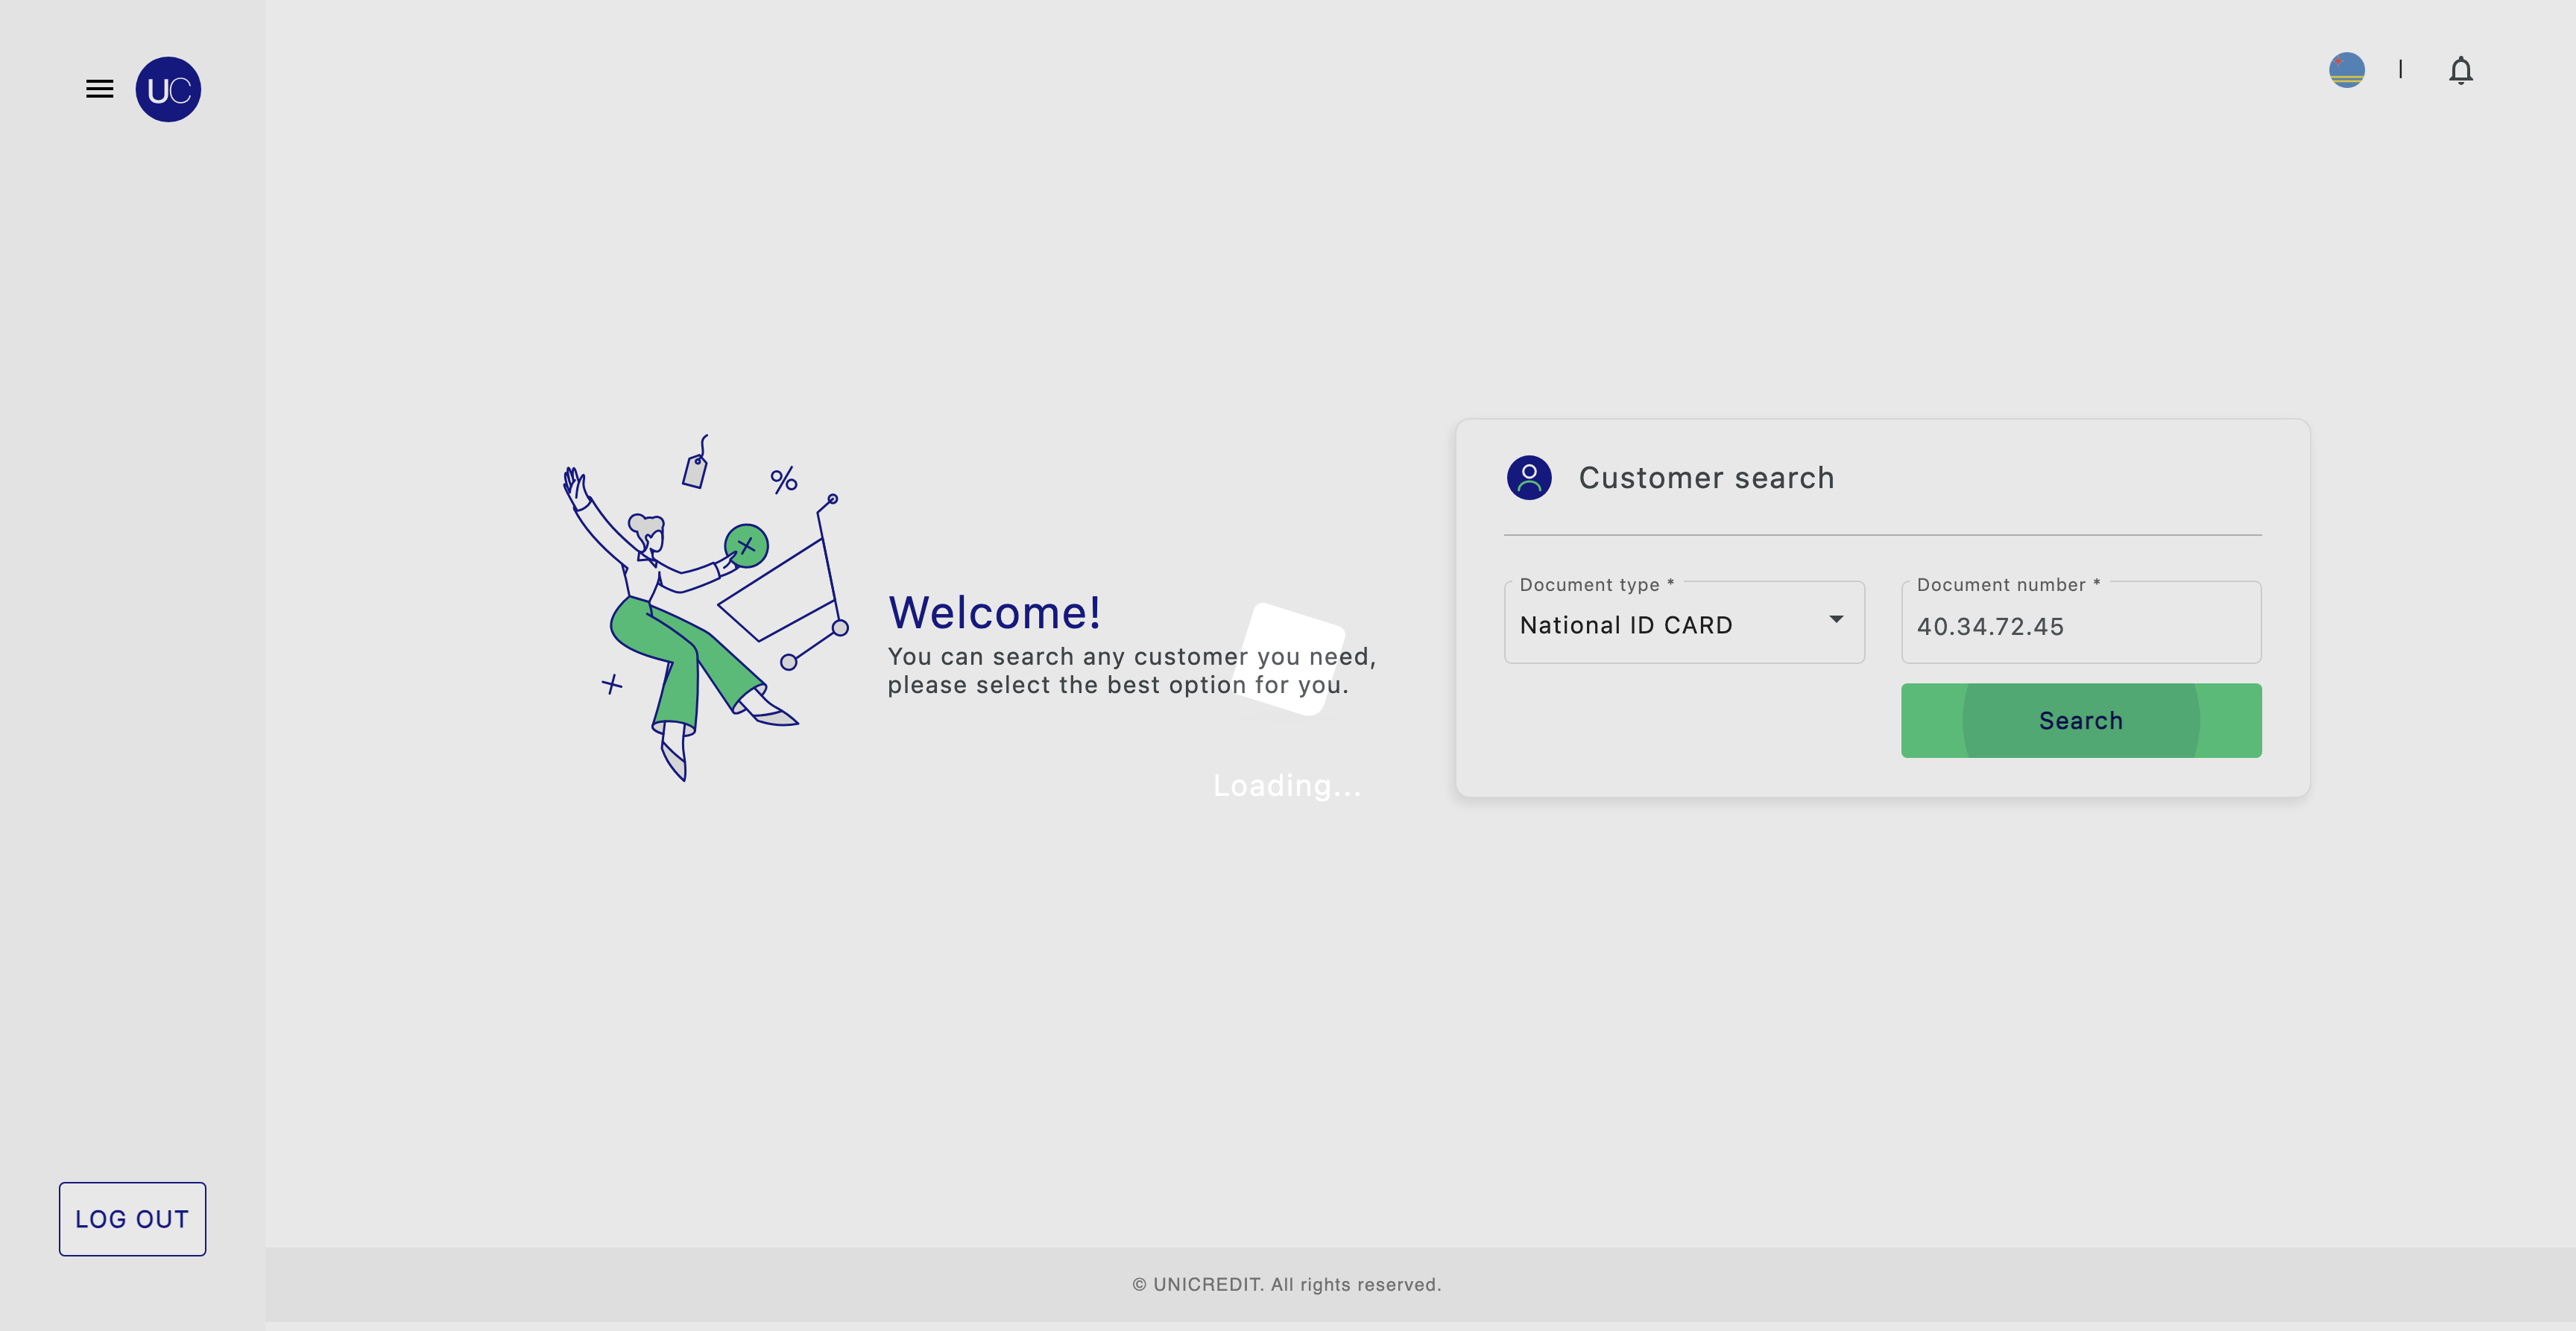 UC
Welcome!
You can search any customer you need,
please select the best option for you.
Loading...
Customer search
Document type *
National ID CARD
Document number *
40.34.72.45
Search
LOG OUT
© UNICREDIT. All rights reserved.